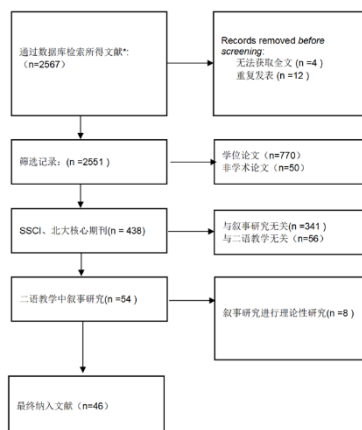 通过数据库检索所得文献*:
(n=2567)
Records removed before
screening:
无法获取全文 (n =4 )
重复发表 (n =12 )
筛选记录：(n =2551)
学位论文（n=770)
非学术论文（n=50)
SSCI、北大核心期刊(n = 438)
与叙事研究无关(n =341)
与二语教学无关(n=56)
二语教学中叙事研究(n =54 )
叙事研究进行理论性研究(n =8 )
最终纳入文献（n=46)